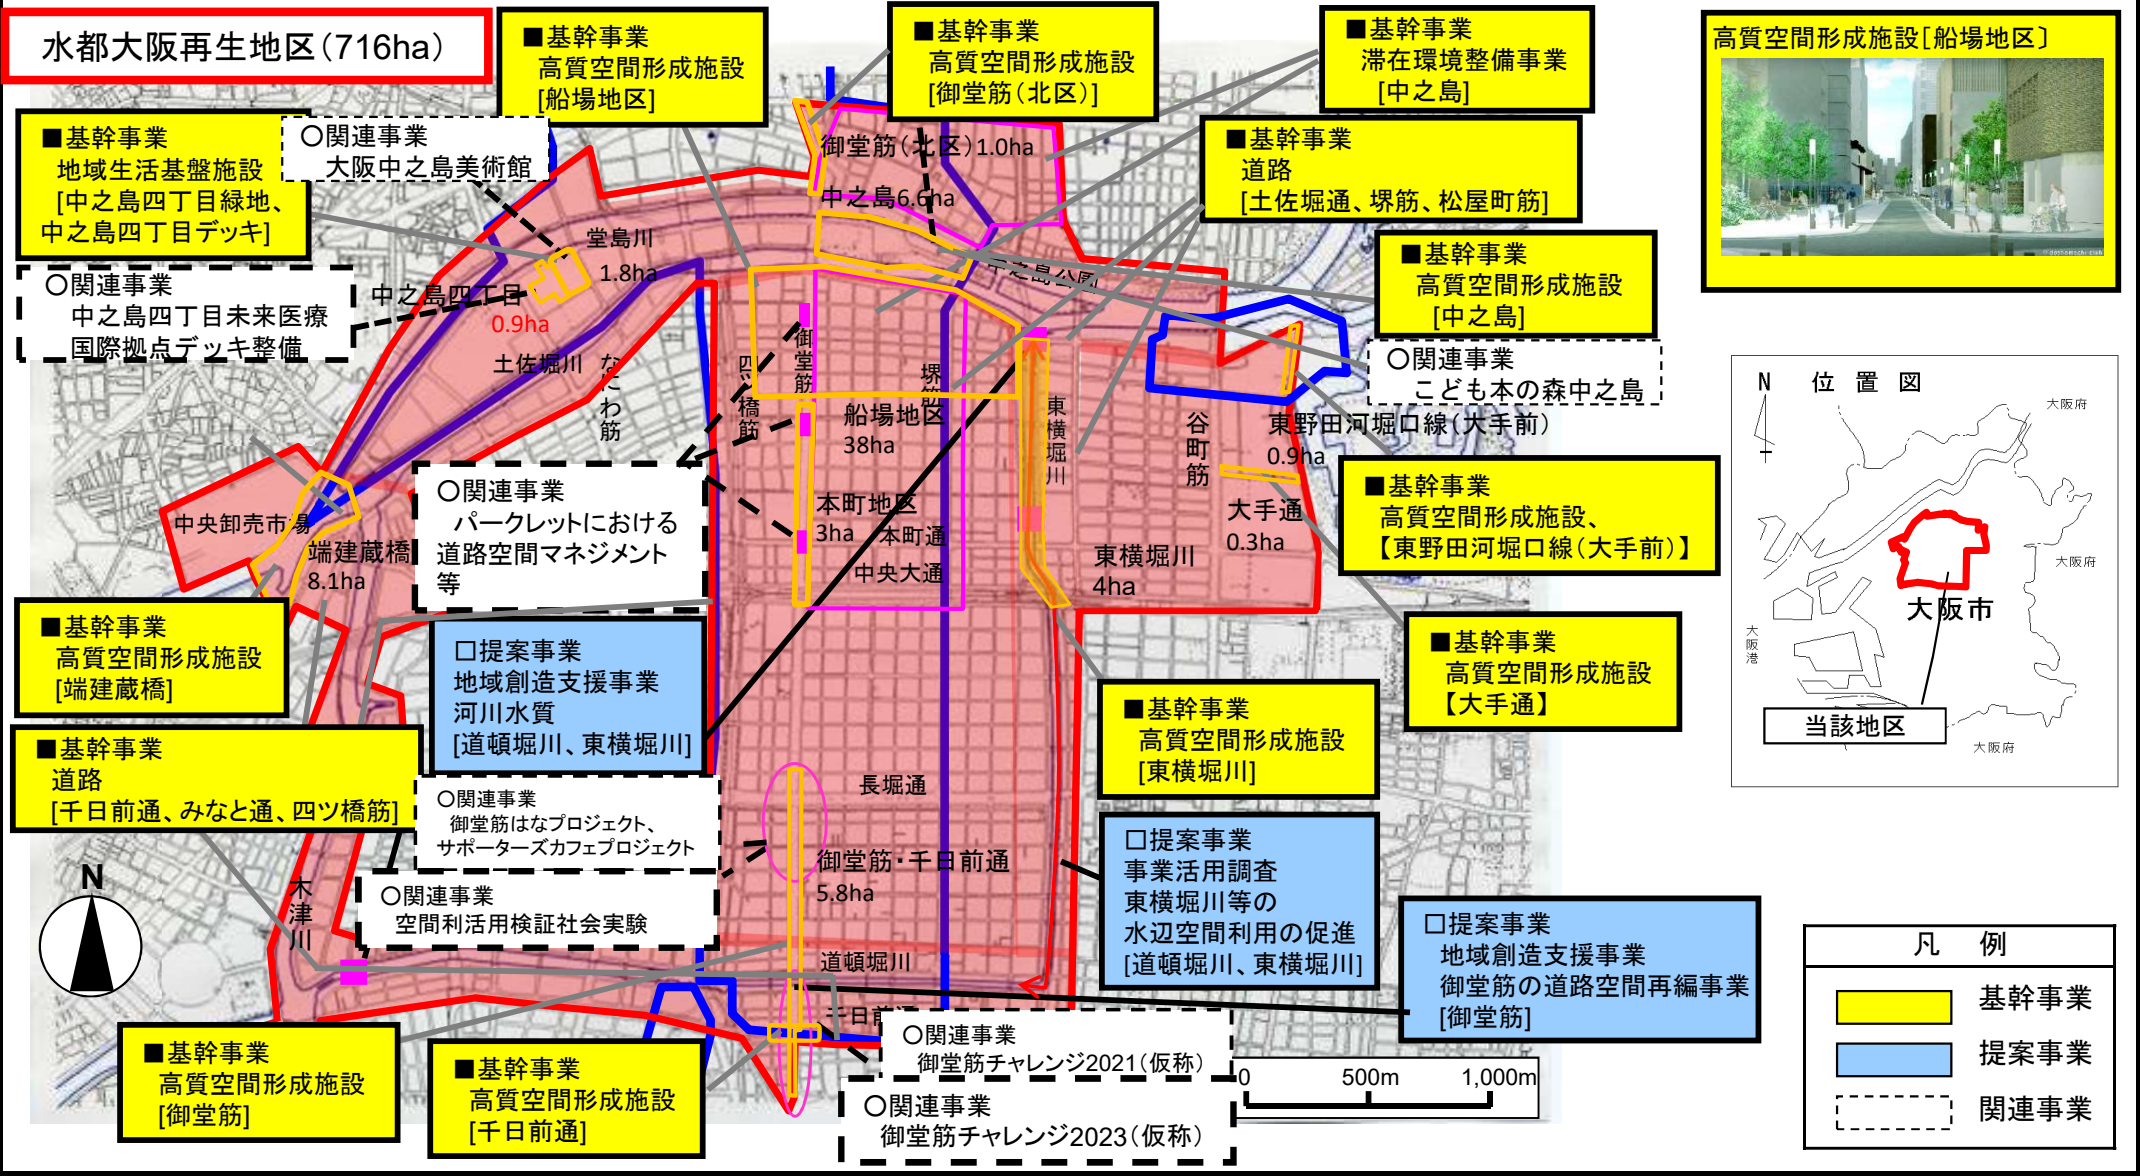 水都大阪再生地区（716ha）
■基幹事業
高質空間形成施設
[船場地区]
■基幹事業
高質空間形成施設
[御堂筋（北区）]
■基幹事業
滞在環境整備事業
[中之島]
高質空間形成施設［船場地区］
■基幹事業
地域生活基盤施設
[中之島四丁目緑地、
中之島四丁目デッキ]
○関連事業
大阪中之島美術館
■基幹事業
道路
[土佐堀通、堺筋、松屋町筋]
○関連事業
中之島四丁目未来医療
国際拠点デッキ整備
■基幹事業
高質空間形成施設
[中之島]
○関連事業
こども本の森中之島
御堂筋（北区）1.0ha
中之島6.6ha
堂島川
1.8ha
中之島四丁目
0.9ha
土佐堀川
なにわ筋
中之島公園
四ツ橋筋
御堂筋
堺筋
船場地区
38ha
東横堀川
谷町筋
東野田河堀口線（大手前）
0.9ha
本町地区
3ha
本町通
中央大通
大手通
0.3ha
東横堀川
4ha
中央卸売市場
端建蔵橋
8.1ha
○関連事業
パークレットにおける
道路空間マネジメント
等
■基幹事業
高質空間形成施設、
【東野田河堀口線（大手前）】
■基幹事業
高質空間形成施設
[端建蔵橋]
□提案事業
地域創造支援事業
河川水質
[道頓堀川、東横堀川]
■基幹事業
高質空間形成施設
【大手通】
■基幹事業
高質空間形成施設
[東横堀川]
■基幹事業
道路
[千日前通、みなと通、四ツ橋筋]
○関連事業
御堂筋はなプロジェクト、
サポーターズカフェプロジェクト
長堀通
御堂筋・千日前通
5.8ha
□提案事業
事業活用調査
東横堀川等の
水辺空間利用の促進
[道頓堀川、東横堀川]
○関連事業
空間利活用検証社会実験
木津川
道頓堀川
千日前通
□提案事業
地域創造支援事業
御堂筋の道路空間再編事業
[御堂筋]
N
■基幹事業
高質空間形成施設
[御堂筋]
■基幹事業
高質空間形成施設
[千日前通]
○関連事業
御堂筋チャレンジ2021（仮称）
○関連事業
御堂筋チャレンジ2023（仮称）
0 500m 1,000m
N 位 置 図
大阪府
大阪府
大阪市
大阪港
当該地区
大阪府
凡 例
基幹事業
提案事業
関連事業